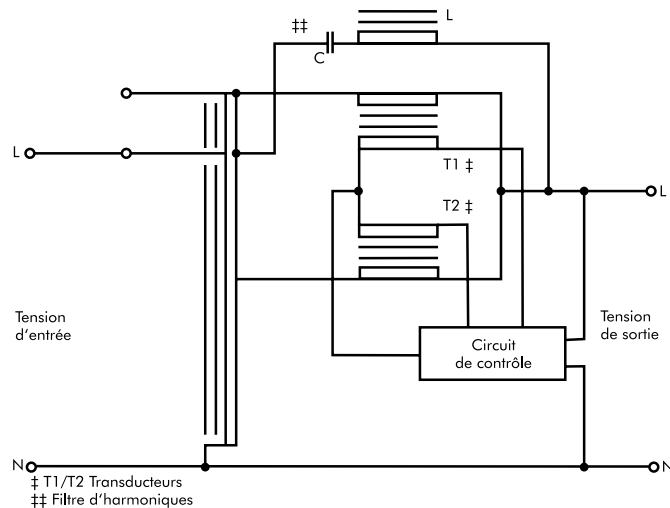 ‡‡
L
C
L
T1 ‡
T2 ‡
L
Tension
d'entrée
Circuit
de contrôle
Tension
de sortie
N
N
‡ T1/T2 Transducteurs
‡‡ Filtre d'harmoniques